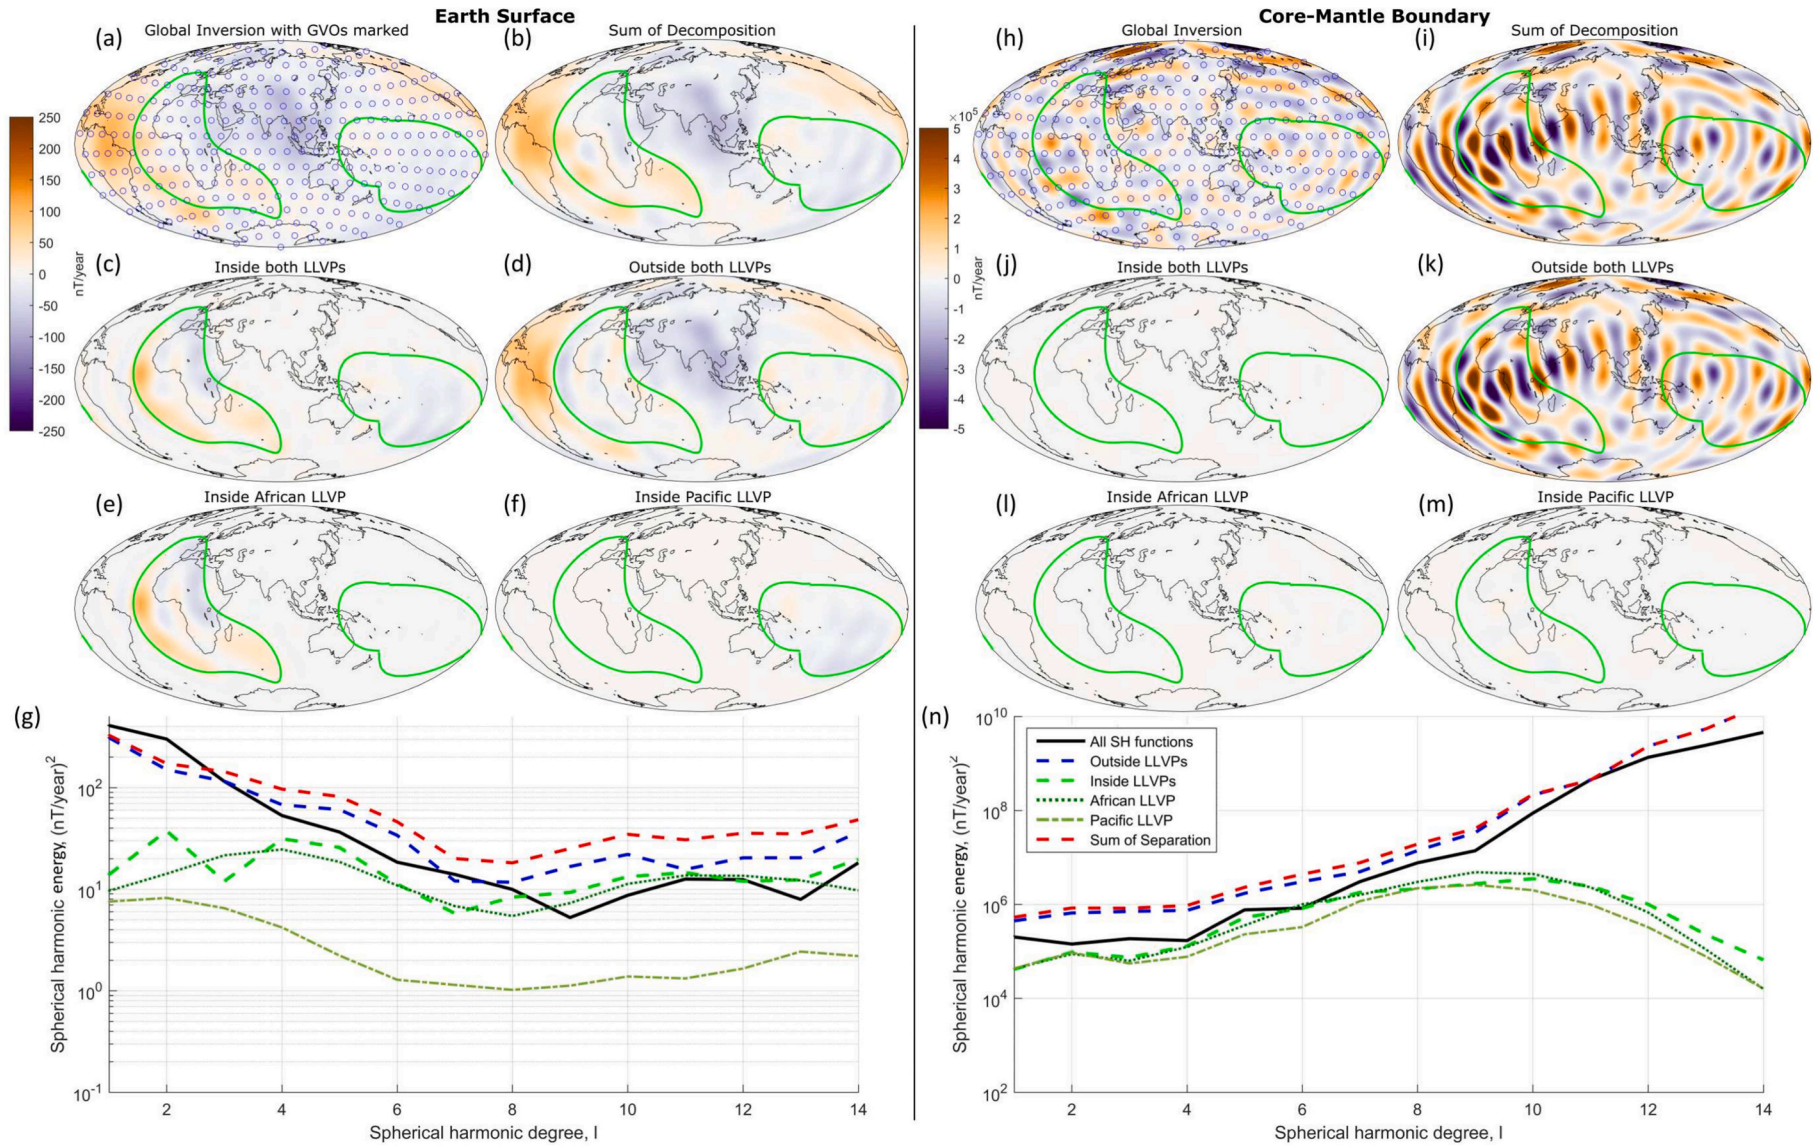 Earth Surface
Core-Mantle Boundary
(a) Global Inversion with GVOs marked
(b) Sum of Decomposition
(h) Global Inversion
(i) Sum of Decomposition
250
200
150
100
50
0
-50
-100
-150
-200
-250
nT/year
×10^5
5
4
3
2
1
0
-1
-2
-3
-4
-5
nT/year
(c) Inside both LLVPs
(d) Outside both LLVPs
(j) Inside both LLVPs
(k) Outside both LLVPs
(e) Inside African LLVP
(f) Inside Pacific LLVP
(l) Inside African LLVP
(m) Inside Pacific LLVP
(g)
Spherical harmonic energy, (nT/year)^2
10^2
10^1
10^0
10^-1
2 4 6 8 10 12 14
Spherical harmonic degree, l
(n)
Spherical harmonic energy, (nT/year)^2
10^10
10^8
10^6
10^4
10^2
All SH functions
Outside LLVPs
Inside LLVPs
African LLVP
Pacific LLVP
Sum of Separation
2 4 6 8 10 12 14
Spherical harmonic degree, l